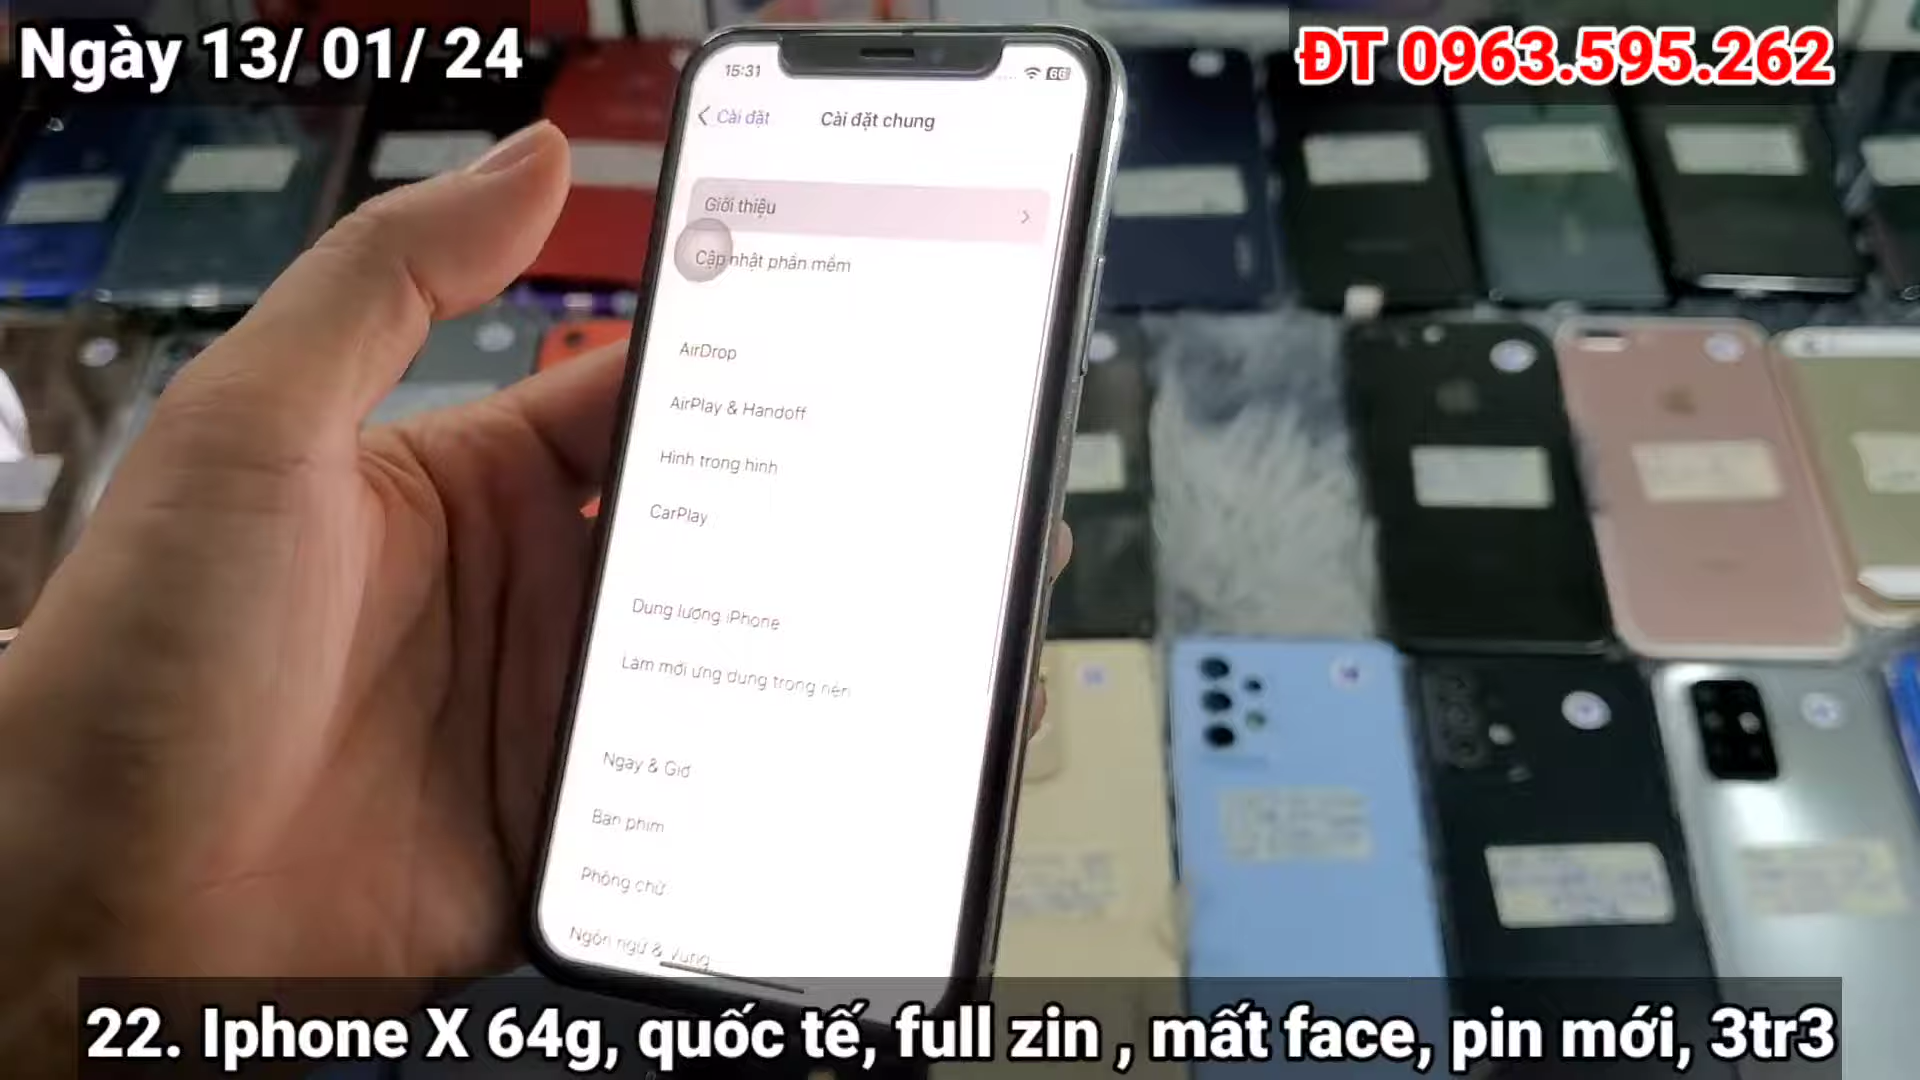 Ngày 13/ 01/ 24
ĐT 0963.595.262
15:31
66
Cài đặt
Cài đặt chung
Giới thiệu
Cập nhật phần mềm
AirDrop
AirPlay & Handoff
Hình trong hình
CarPlay
Dung lượng iPhone
Làm mới ứng dụng trong nền
Ngày & Giờ
Bàn phím
Phông chữ
Ngôn ngữ & Vùng
22. Iphone X 64g, quốc tế, full zin , mất face, pin mới, 3tr3